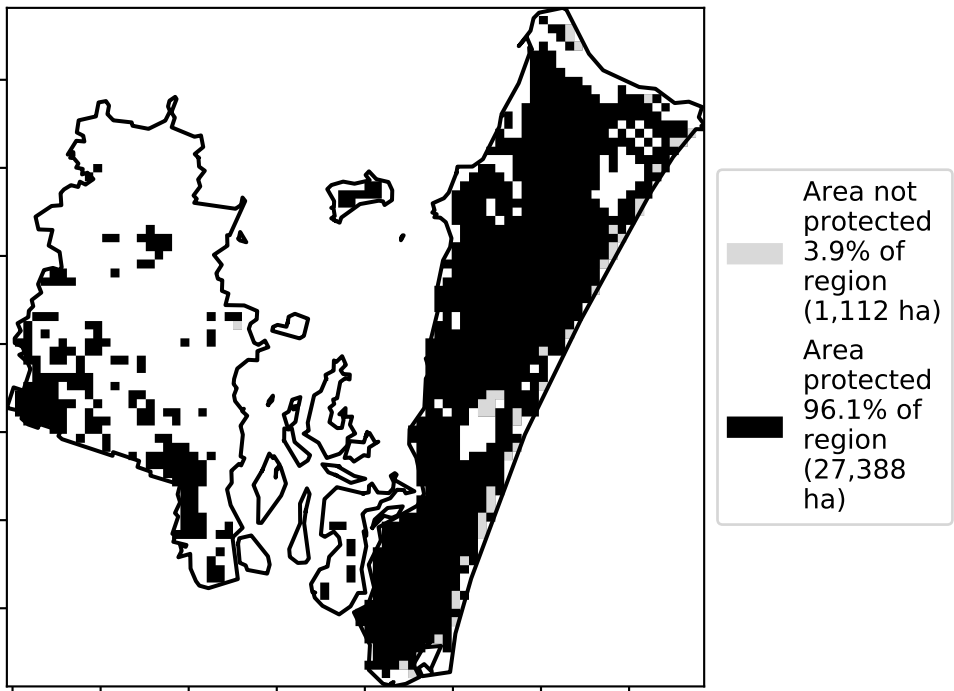 Area not
protected
3.9% of
region
(1,112 ha)
Area
protected
96.1% of
region
(27,388
ha)